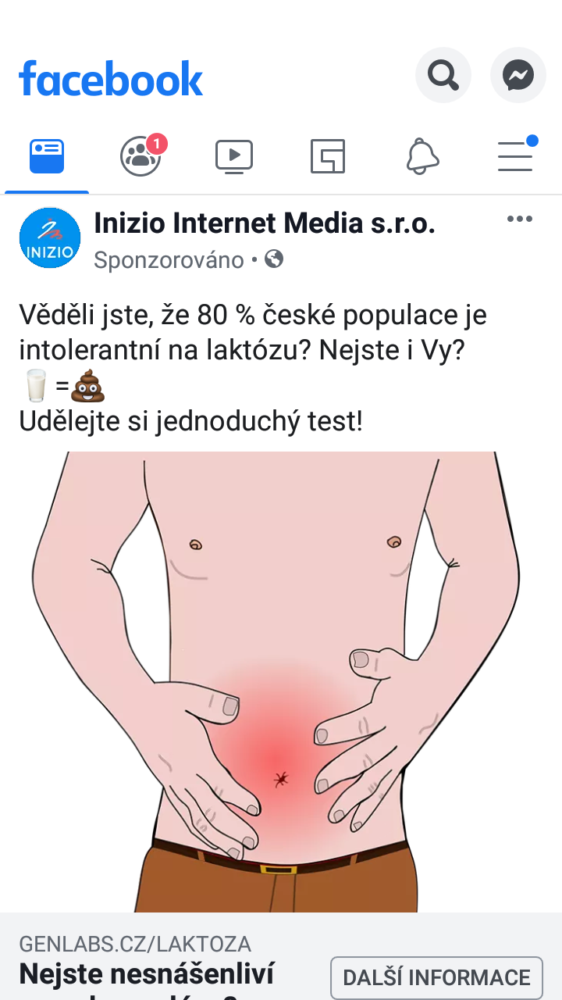 facebook
1
Inizio Internet Media s.r.o.
INIZIO
Sponzorováno •
Věděli jste, že 80 % české populace je
intolerantní na laktózu? Nejste i Vy?
🥛=💩
Udělejte si jednoduchý test!
GENLABS.CZ/LAKTOZA
Nejste nesnášenliví
DALŠÍ INFORMACE